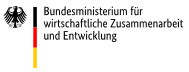 Bundesministerium für
wirtschaftliche Zusammenarbeit
und Entwicklung